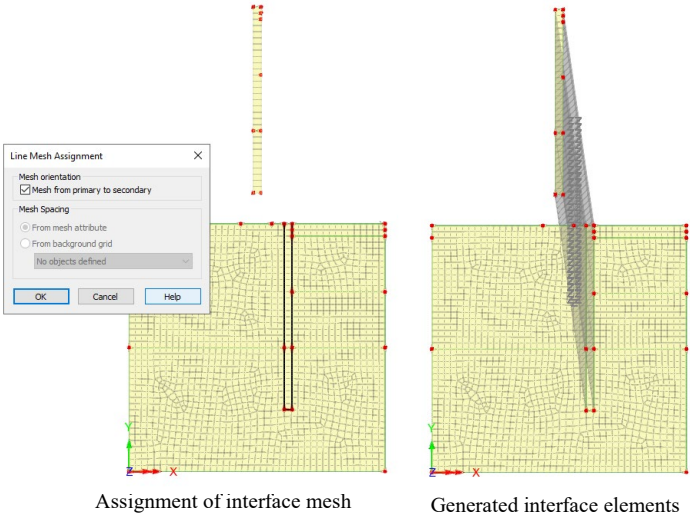 Line Mesh Assignment
Mesh orientation
Mesh from primary to secondary
Mesh Spacing
From mesh attribute
From background grid
No objects defined
OK Cancel Help
Y
Z X
Y
Z X
Assignment of interface mesh
Generated interface elements